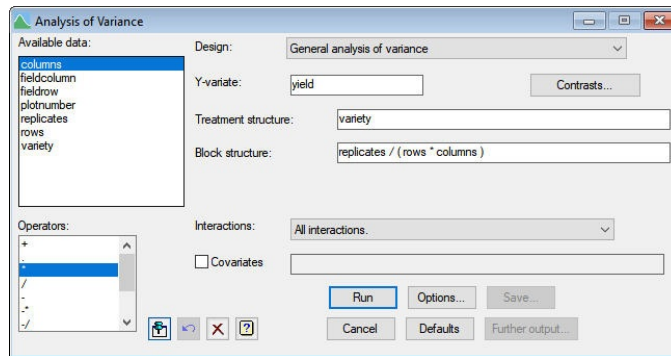 Analysis of Variance
Available data:
columns
fieldcolumn
fieldrow
plotnumber
replicates
rows
variety
Design:
General analysis of variance
Y-variate:
yield
Contrasts...
Treatment structure:
variety
Block structure:
replicates / ( rows * columns )
Operators:
+
.
*
/
-
-*
-/
Interactions:
All interactions.
Covariates
Run
Options...
Save...
Cancel
Defaults
Further output...